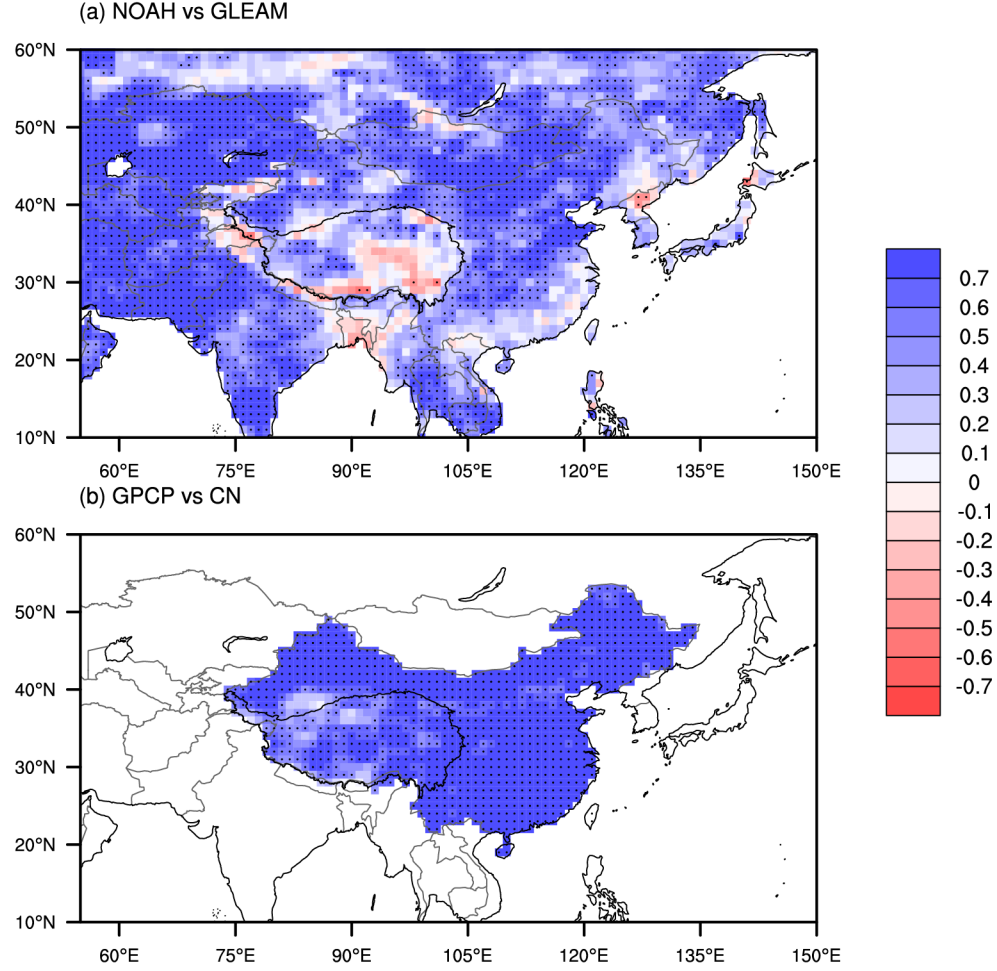 (a) NOAH vs GLEAM
60°N
50°N
40°N
30°N
20°N
10°N
60°E 75°E 90°E 105°E 120°E 135°E 150°E
(b) GPCP vs CN
60°N
50°N
40°N
30°N
20°N
10°N
60°E 75°E 90°E 105°E 120°E 135°E 150°E
0.7
0.6
0.5
0.4
0.3
0.2
0.1
0
-0.1
-0.2
-0.3
-0.4
-0.5
-0.6
-0.7